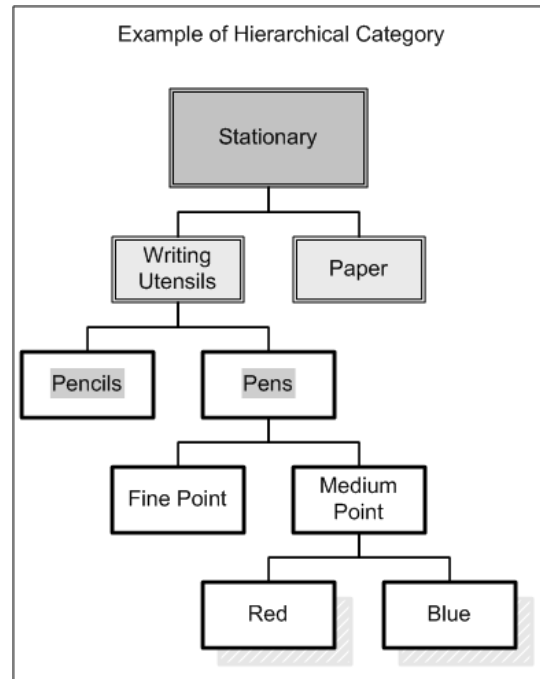 Example of Hierarchical Category
Stationary
Writing
Utensils
Paper
Pencils
Pens
Fine Point
Medium
Point
Red
Blue